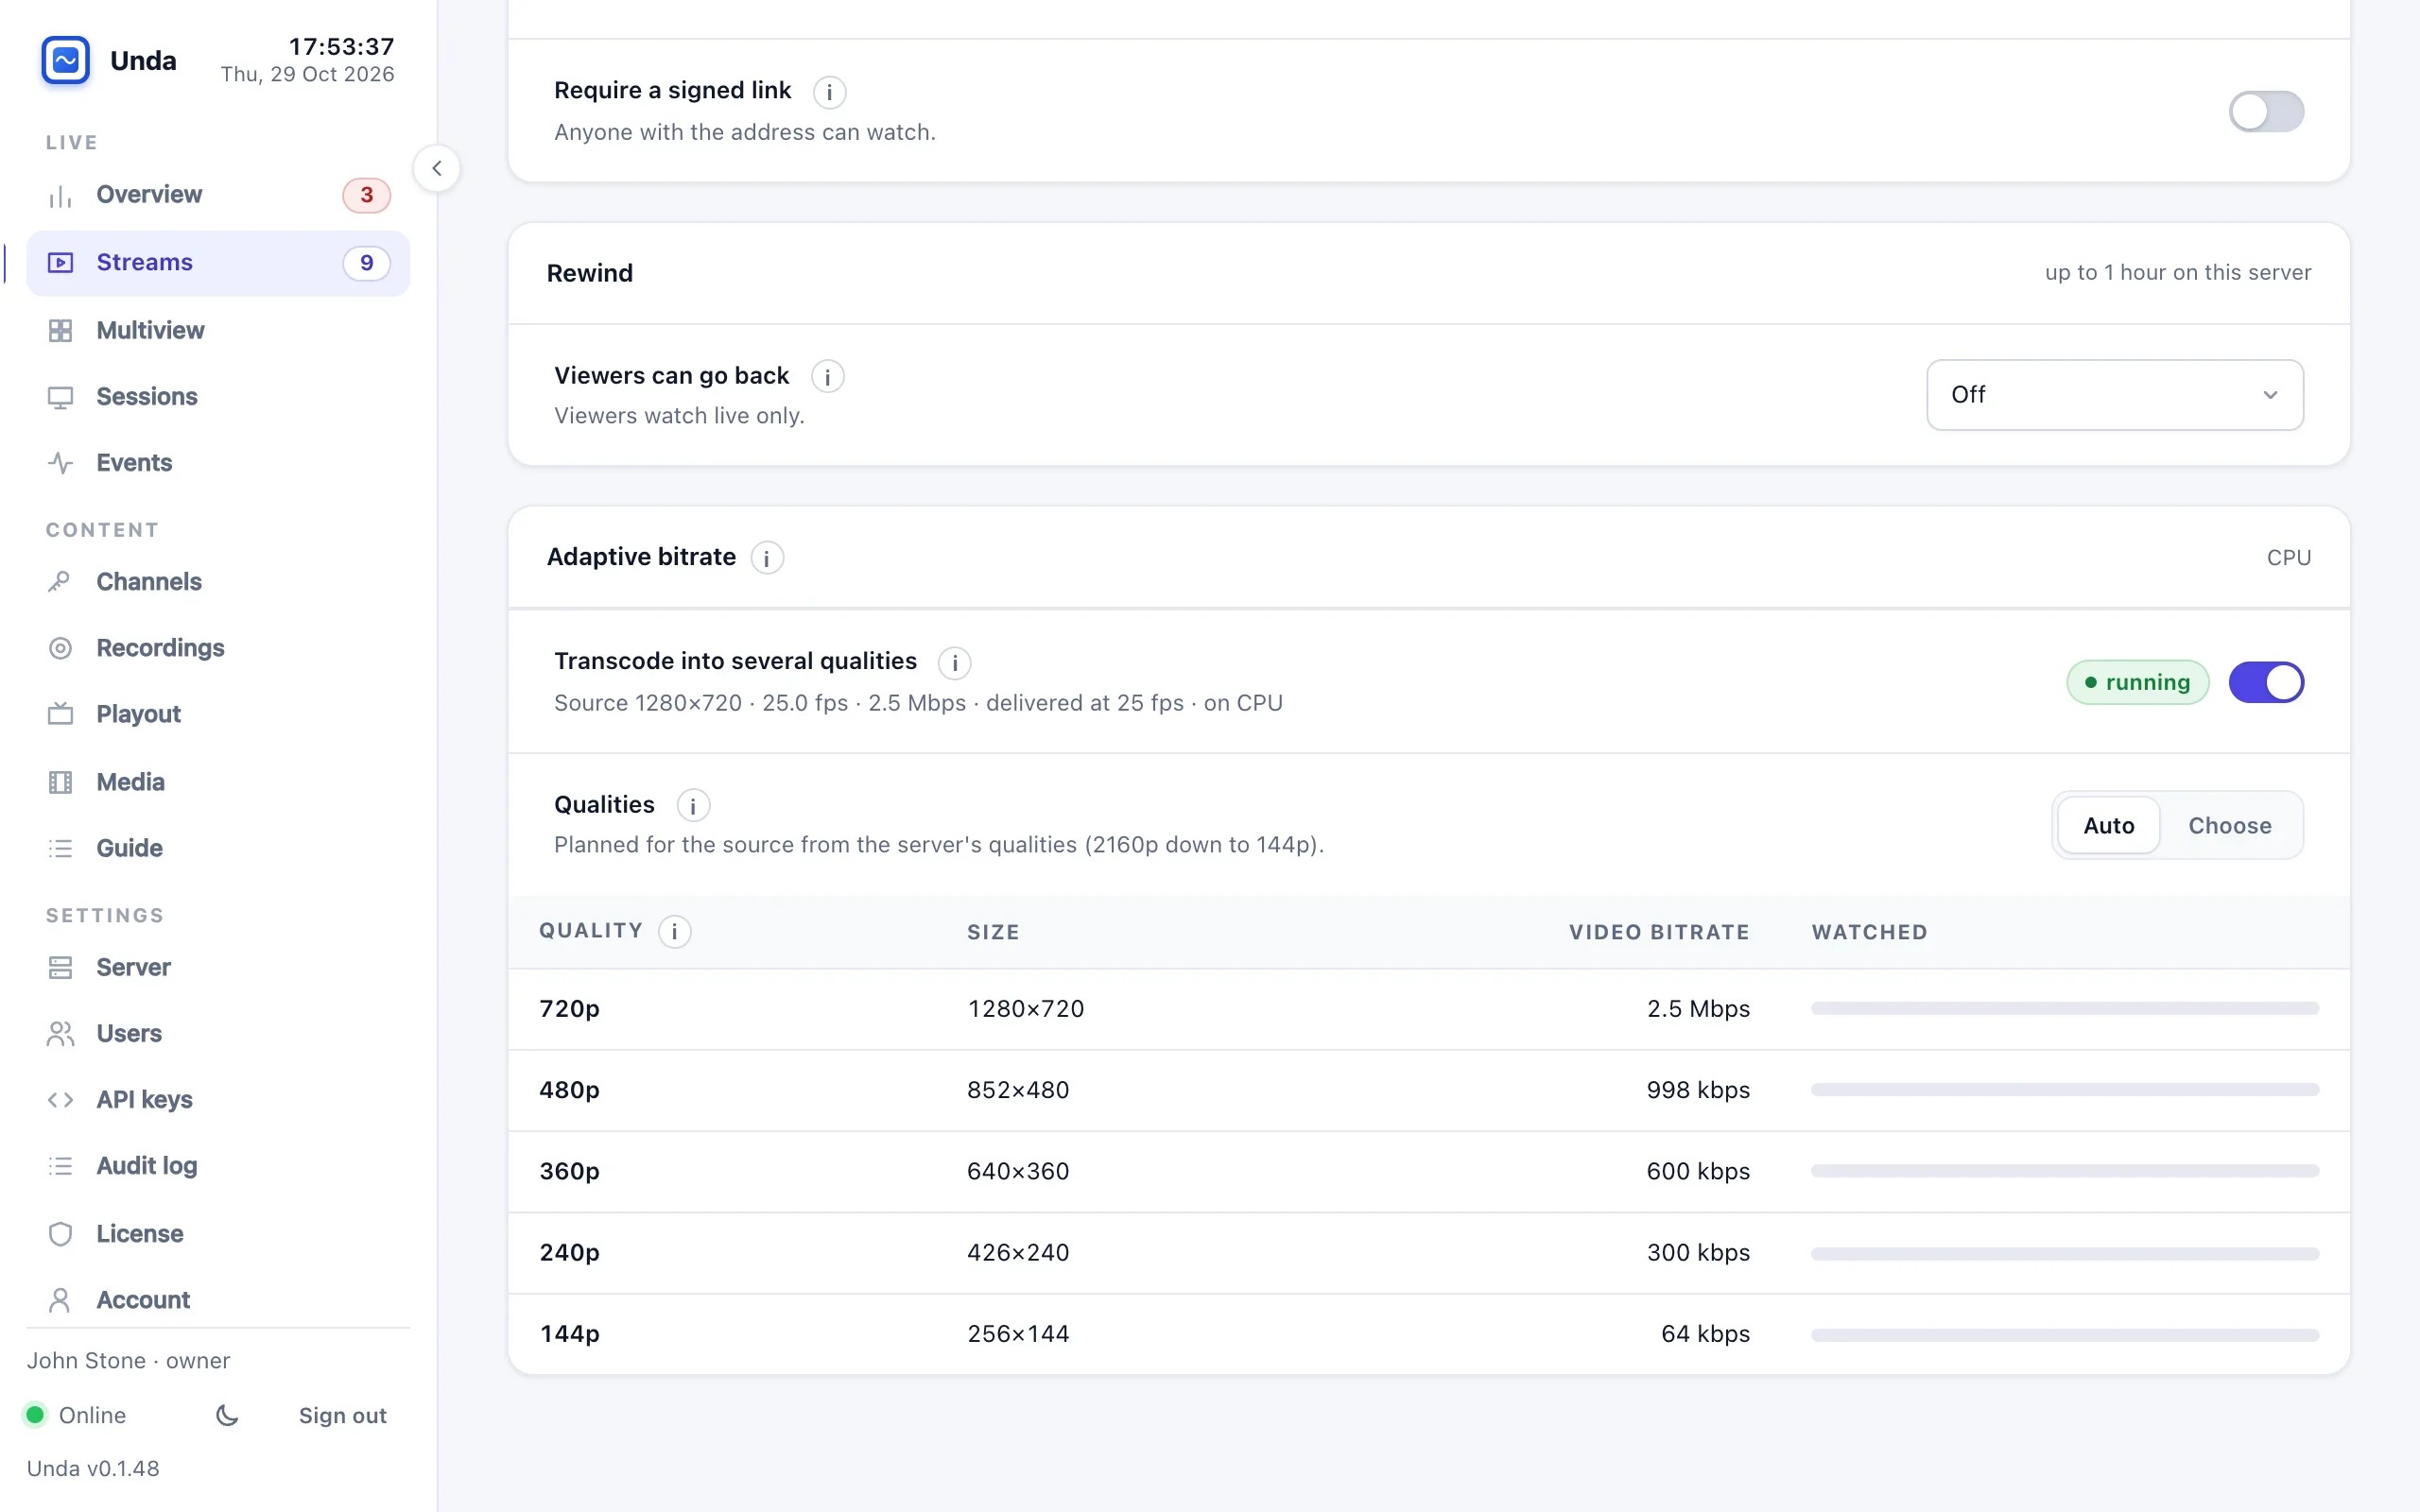 Unda
17:53:37
Thu, 29 Oct 2026
LIVE
Overview 3
Streams 9
Multiview
Sessions
Events
CONTENT
Channels
Recordings
Playout
Media
Guide
SETTINGS
Server
Users
API keys
Audit log
License
Account
John Stone · owner
Online Sign out
Unda v0.1.48
Require a signed link i
Anyone with the address can watch.
Rewind up to 1 hour on this server
Viewers can go back i
Viewers watch live only.
Off
Adaptive bitrate i CPU
Transcode into several qualities i
Source 1280×720 · 25.0 fps · 2.5 Mbps · delivered at 25 fps · on CPU
running
Qualities i
Planned for the source from the server's qualities (2160p down to 144p).
Auto Choose
QUALITY i SIZE VIDEO BITRATE WATCHED
720p 1280×720 2.5 Mbps
480p 852×480 998 kbps
360p 640×360 600 kbps
240p 426×240 300 kbps
144p 256×144 64 kbps